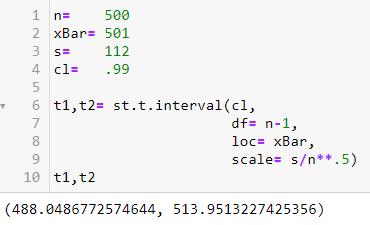 1 n=    500
2 xBar= 501
3 s=    112
4 cl=   .99
5
6 t1,t2= st.t.interval(cl,
7                      df= n-1,
8                      loc= xBar,
9                      scale= s/n**.5)
10 t1,t2
(488.0486772574644, 513.9513227425356)